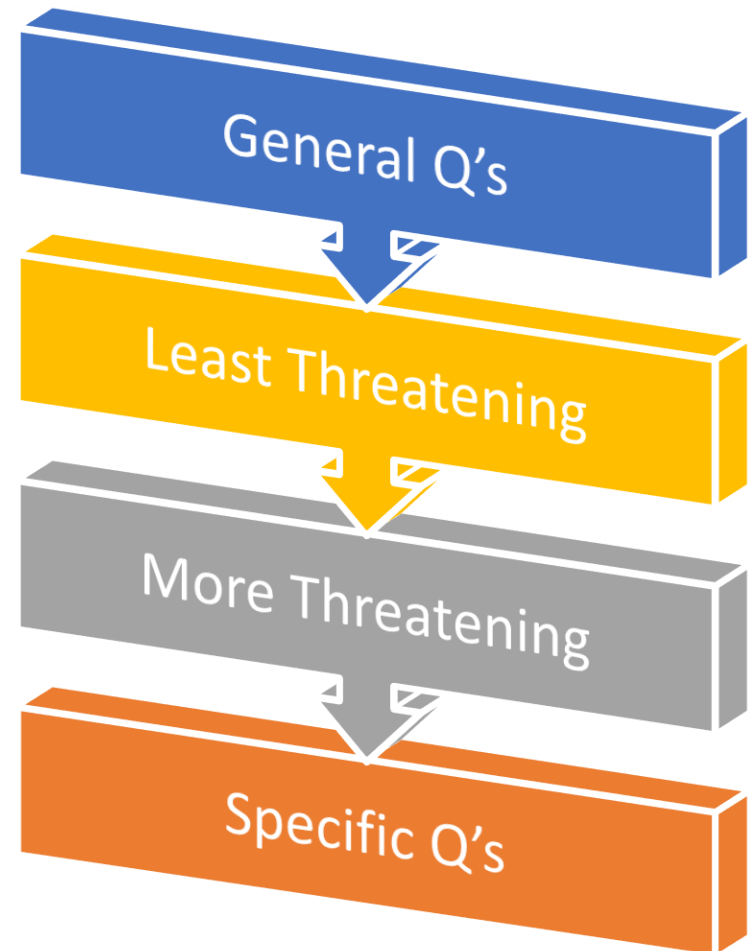 General Q’s
Least Threatening
More Threatening
Specific Q’s